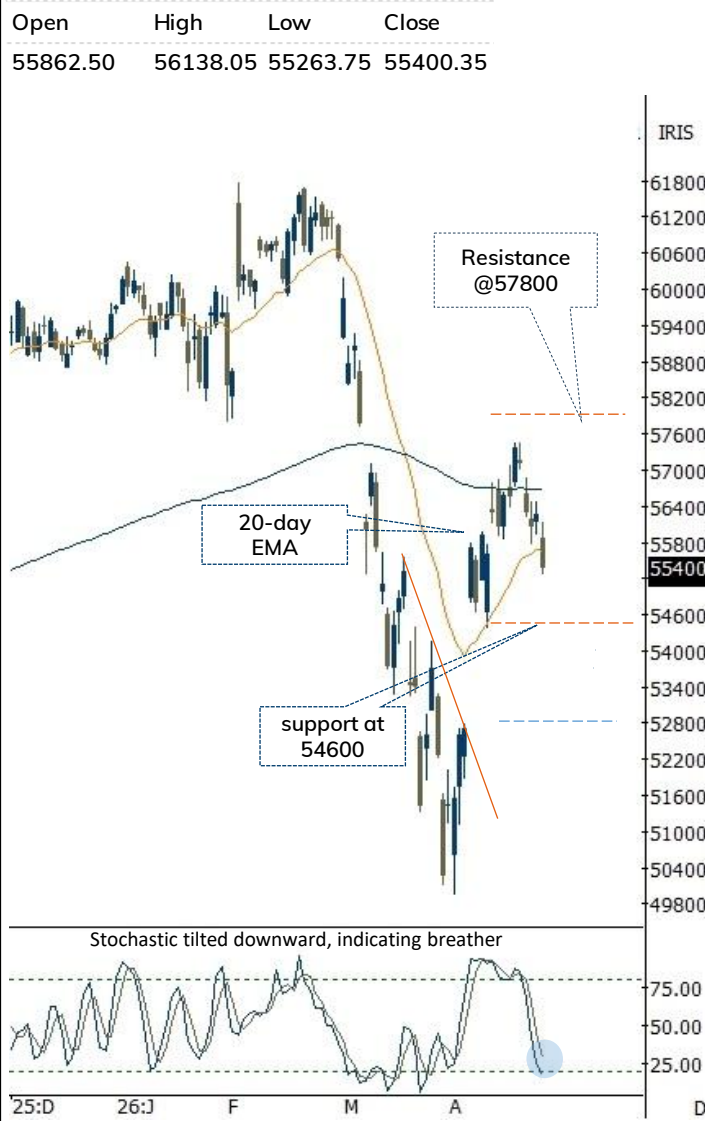 Open High Low Close
55862.50 56138.05 55263.75 55400.35
IRIS
61800
61200
60600
60000
59400
58800
58200
57600
57000
56400
55800
55400
54600
54000
53400
52800
52200
51600
51000
50400
49800
Resistance
@57800
20-day
EMA
support at
54600
Stochastic tilted downward, indicating breather
75.00
50.00
25.00
25:D 26:J F M A D